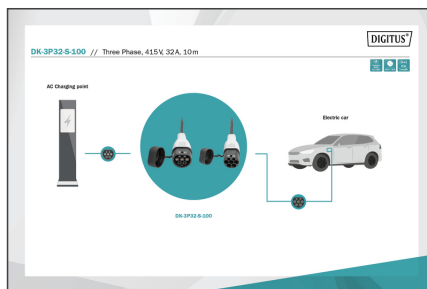 DIGITUS®
DK-3P32-S-100 // Three Phase, 415V, 32A, 10m
AC Charging point
Electric car
DK-3P32-S-100